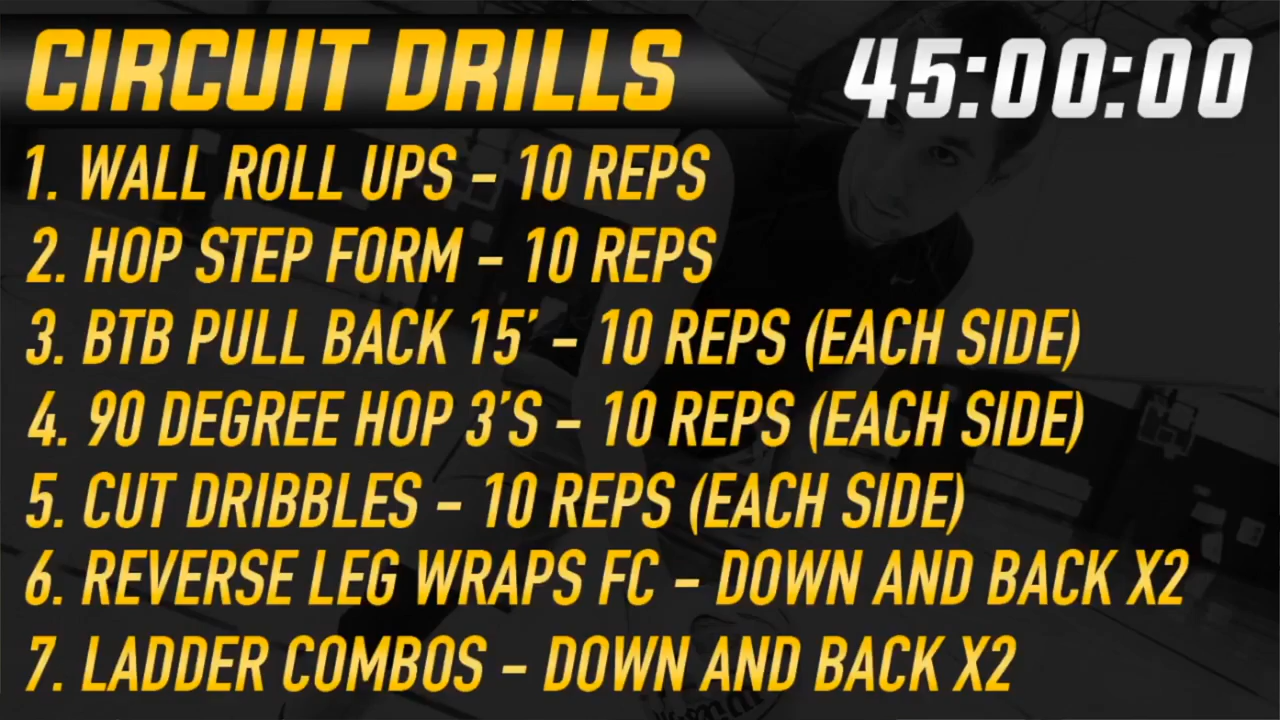 CIRCUIT DRILLS
45:00:00
1. WALL ROLL UPS – 10 REPS
2. HOP STEP FORM – 10 REPS
3. BTB PULL BACK 15' – 10 REPS (EACH SIDE)
4. 90 DEGREE HOP 3'S – 10 REPS (EACH SIDE)
5. CUT DRIBBLES – 10 REPS (EACH SIDE)
6. REVERSE LEG WRAPS FC – DOWN AND BACK X2
7. LADDER COMBOS – DOWN AND BACK X2